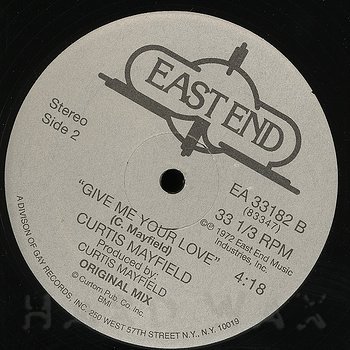 EAST END
Stereo
Side 2
EA 33182 B
(83347)
33 1/3 RPM
℗© 1972 East End Music
Industries, Inc.
4:18
"GIVE ME YOUR LOVE"
(C. Mayfield)
CURTIS MAYFIELD
Produced by:
CURTIS MAYFIELD
ORIGINAL MIX
© Curtom Pub. Co. Inc.
BMI
A DIVISION OF GAY RECORDS, INC. 250 WEST 57TH STREET N.Y., N.Y. 10019